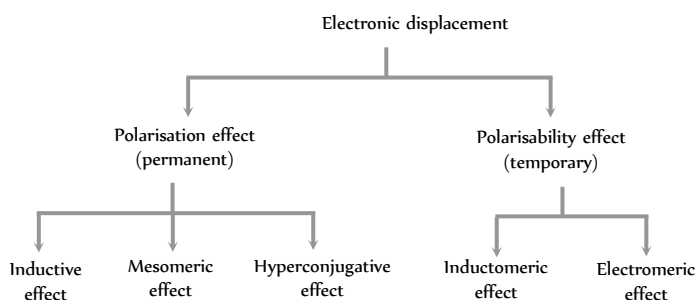 Electronic displacement
Polarisation effect
(permanent)
Polarisability effect
(temporary)
Inductive
effect
Mesomeric
effect
Hyperconjugative
effect
Inductomeric
effect
Electromeric
effect